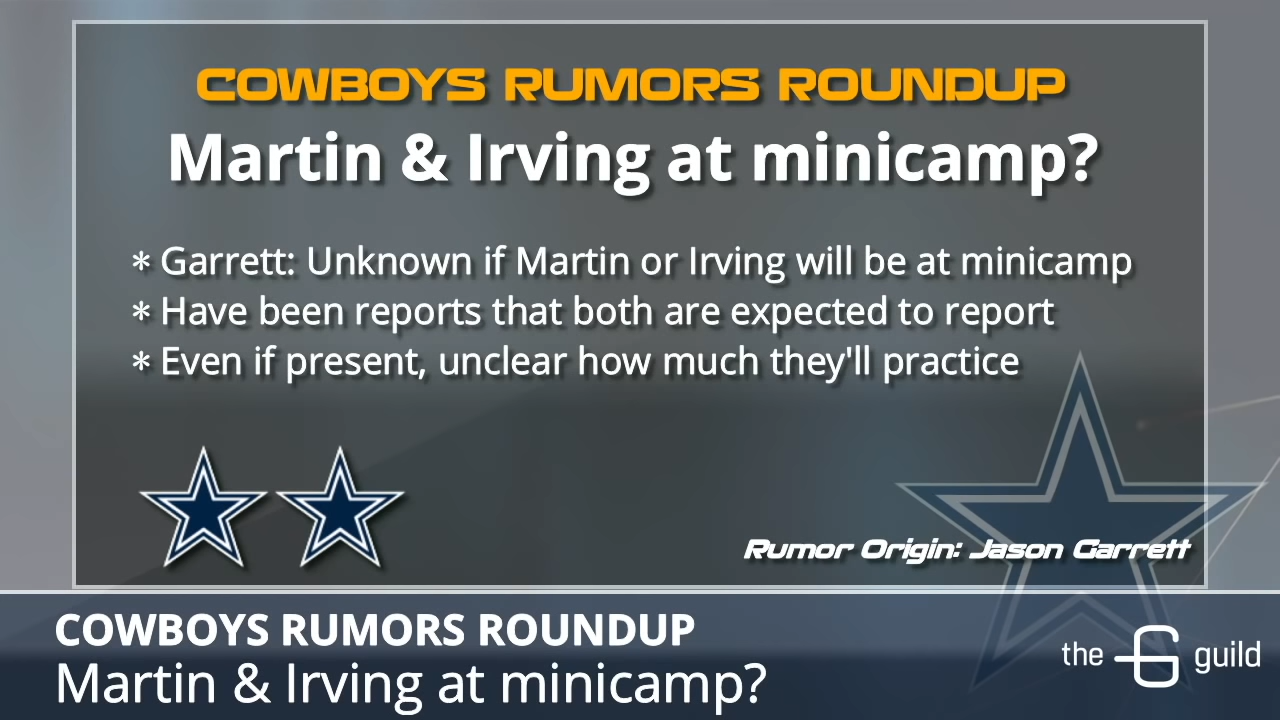 COWBOYS RUMORS ROUNDUP
Martin & Irving at minicamp?
* Garrett: Unknown if Martin or Irving will be at minicamp
* Have been reports that both are expected to report
* Even if present, unclear how much they'll practice
Rumor Origin: Jason Garrett
COWBOYS RUMORS ROUNDUP
Martin & Irving at minicamp?
the G guild